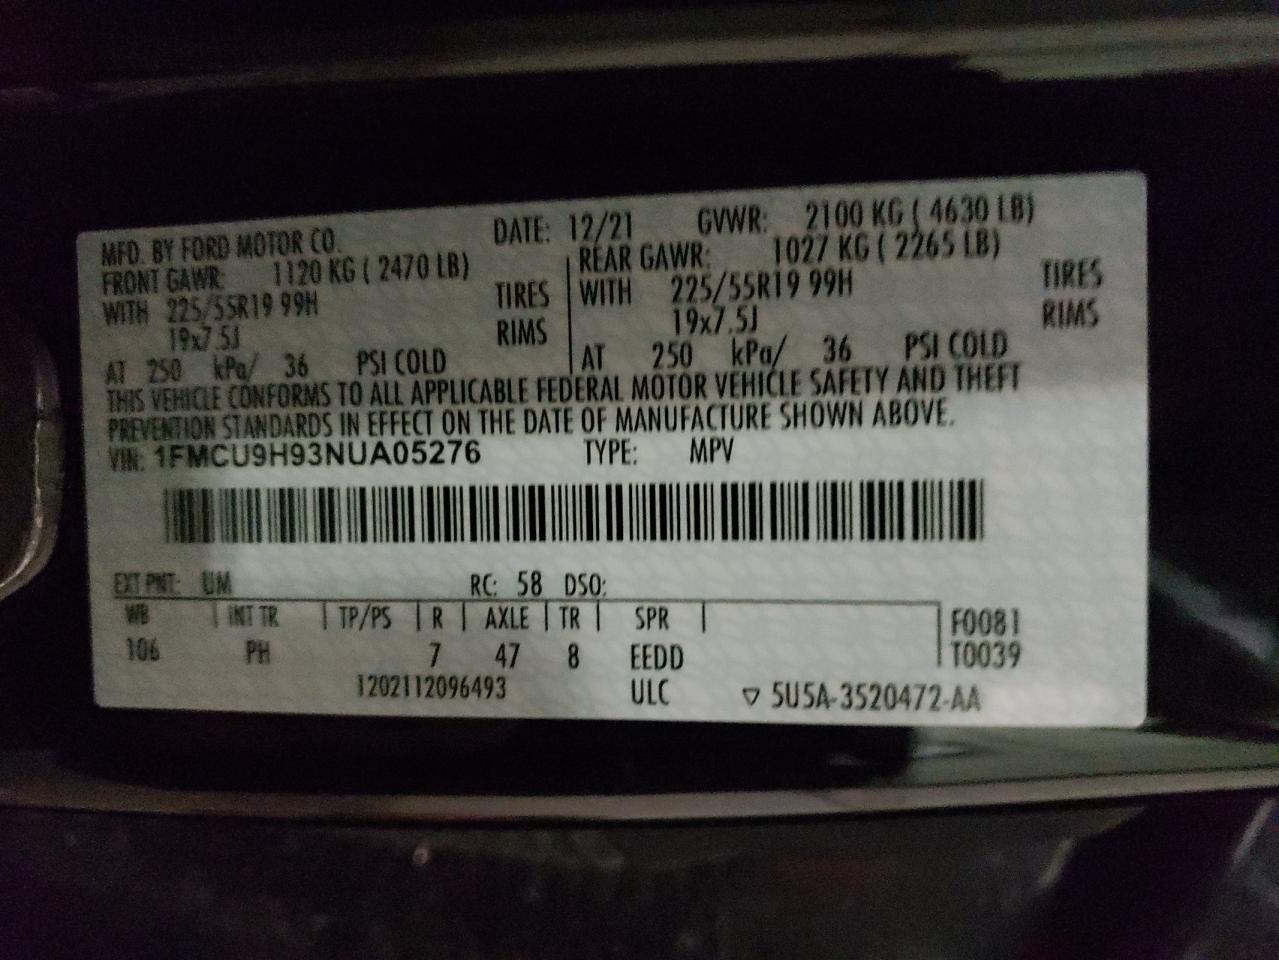 MFD. BY FORD MOTOR CO. DATE: 12/21 GVWR: 2100 KG ( 4630 LB)
FRONT GAWR: 1120 KG ( 2470 LB) REAR GAWR: 1027 KG ( 2265 LB)
WITH 225/55R19 99H TIRES WITH 225/55R19 99H TIRES
19x7.5J RIMS 19x7.5J RIMS
AT 250 kPa/ 36 PSI COLD AT 250 kPa/ 36 PSI COLD
THIS VEHICLE CONFORMS TO ALL APPLICABLE FEDERAL MOTOR VEHICLE SAFETY AND THEFT
PREVENTION STANDARDS IN EFFECT ON THE DATE OF MANUFACTURE SHOWN ABOVE.
VIN: 1FMCU9H93NUA05276 TYPE: MPV
EXT PNT: UM RC: 58 DSO:
WB INT TR TP/PS R AXLE TR SPR F0081
106 PH 7 47 8 EEDD T0039
1202112096493 ULC ▽ 5U5A-3520472-AA